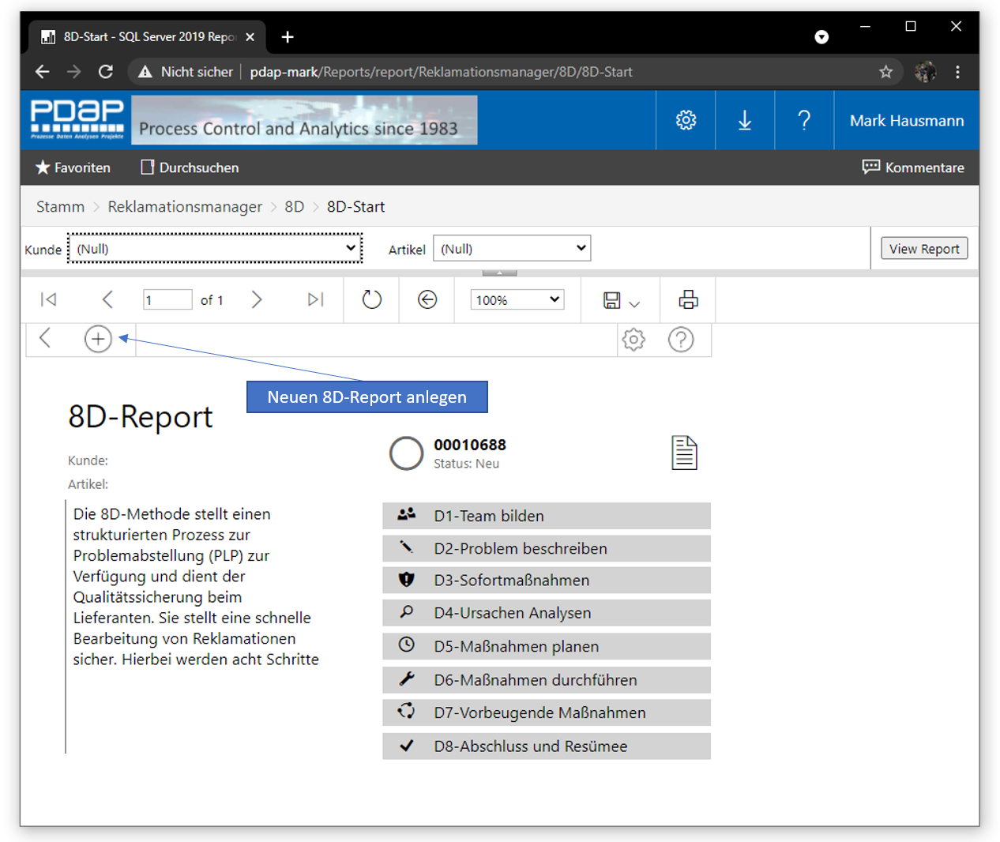 8D-Start - SQL Server 2019 Repo
Nicht sicher pdap-mark/Reports/report/Reklamationsmanager/8D/8D-Start
PDAP
Prozesse Daten Analysen Projekte
Process Control and Analytics since 1983
? Mark Hausmann
Favoriten Durchsuchen Kommentare
Stamm > Reklamationsmanager > 8D > 8D-Start
Kunde (Null) Artikel (Null) View Report
1 of 1 100%
?
Neuen 8D-Report anlegen
8D-Report
Kunde:
Artikel:
Die 8D-Methode stellt einen
strukturierten Prozess zur
Problemabstellung (PLP) zur
Verfügung und dient der
Qualitätssicherung beim
Lieferanten. Sie stellt eine schnelle
Bearbeitung von Reklamationen
sicher. Hierbei werden acht Schritte
00010688
Status: Neu
D1-Team bilden
D2-Problem beschreiben
D3-Sofortmaßnahmen
D4-Ursachen Analysen
D5-Maßnahmen planen
D6-Maßnahmen durchführen
D7-Vorbeugende Maßnahmen
D8-Abschluss und Resümee